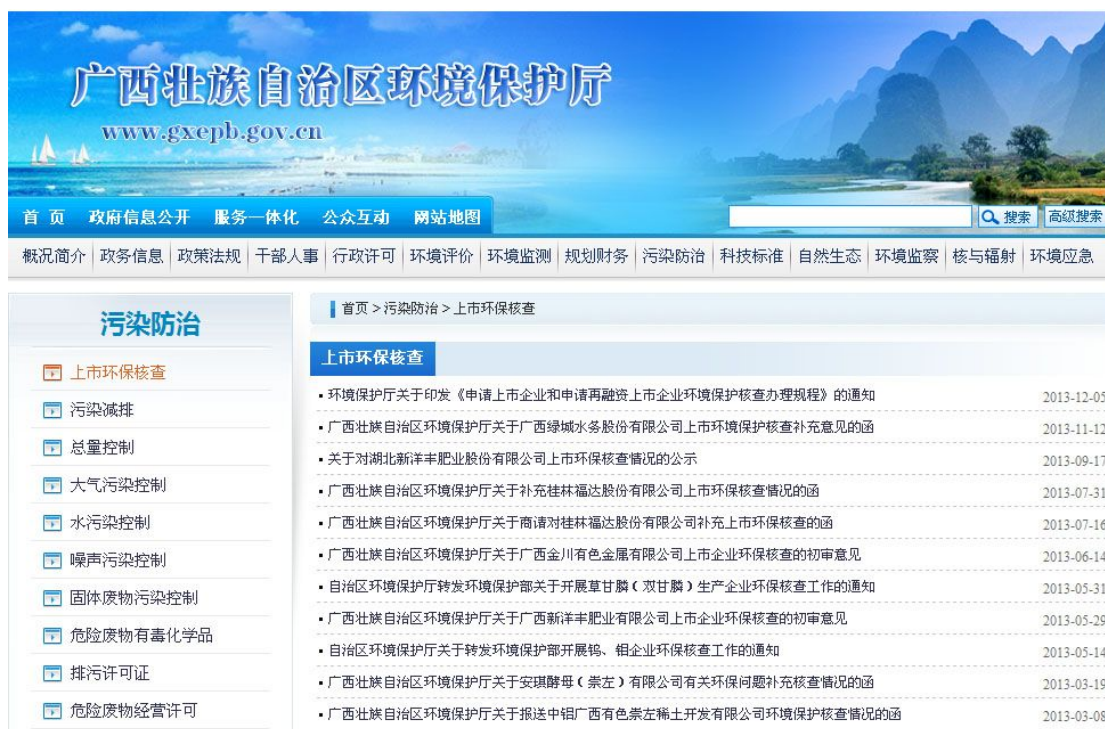 广西壮族自治区环境保护厅
www.gxepb.gov.cn
首 页 政府信息公开 服务一体化 公众互动 网站地图 搜索 高级搜索
概况简介 政务信息 政策法规 干部人事 行政许可 环境评价 环境监测 规划财务 污染防治 科技标准 自然生态 环境监察 核与辐射 环境应急
污染防治
上市环保核查
污染减排
总量控制
大气污染控制
水污染控制
噪声污染控制
固体废物污染控制
危险废物有毒化学品
排污许可证
危险废物经营许可
首页 > 污染防治 > 上市环保核查
上市环保核查
环境保护厅关于印发《申请上市企业和申请再融资上市企业环境保护核查办理规程》的通知 2013-12-05
广西壮族自治区环境保护厅关于广西绿城水务股份有限公司上市环境保护核查补充意见的函 2013-11-12
关于对湖北新洋丰肥业股份有限公司上市环保核查情况的公示 2013-09-17
广西壮族自治区环境保护厅关于补充桂林福达股份有限公司上市环保核查情况的函 2013-07-31
广西壮族自治区环境保护厅关于商请对桂林福达股份有限公司补充上市环保核查的函 2013-07-16
广西壮族自治区环境保护厅关于广西金川有色金属有限公司上市企业环保核查的初审意见 2013-06-14
自治区环境保护厅转发环境保护部关于开展草甘膦（双甘膦）生产企业环保核查工作的通知 2013-05-31
广西壮族自治区环境保护厅关于广西新洋丰肥业有限公司上市企业环保核查的初审意见 2013-05-29
自治区环境保护厅关于转发环境保护部开展钨、钼企业环保核查工作的通知 2013-05-14
广西壮族自治区环境保护厅关于安琪酵母（崇左）有限公司有关环保问题补充核查情况的函 2013-03-19
广西壮族自治区环境保护厅关于报送中铝广西有色崇左稀土开发有限公司环境保护核查情况的函 2013-03-08